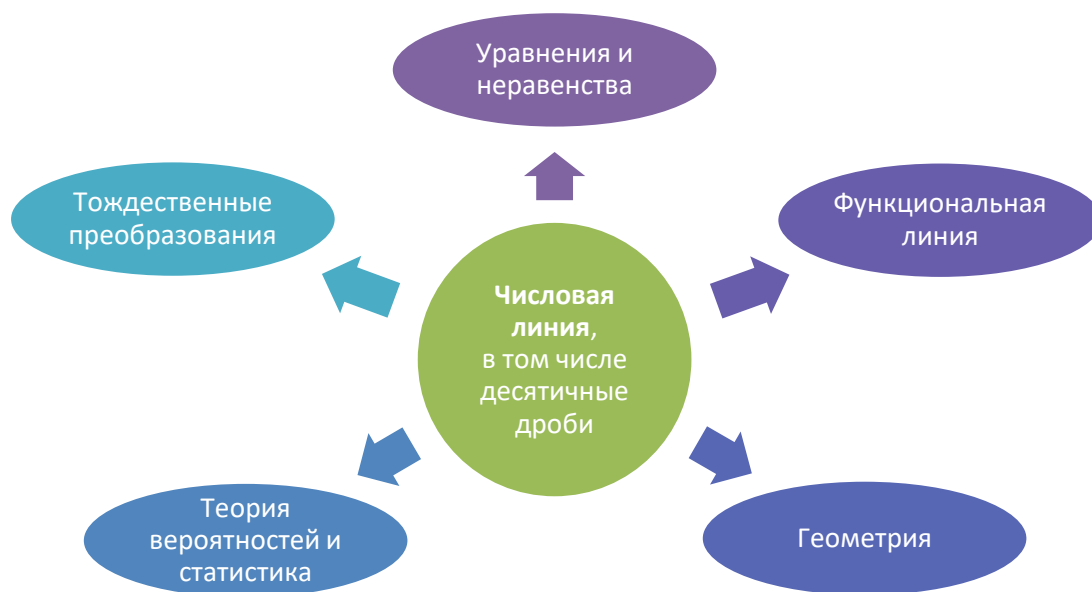 Уравнения и
неравенства
Тождественные
преобразования
Функциональная
линия
Числовая
линия,
в том числе
десятичные
дроби
Теория
вероятностей и
статистика
Геометрия